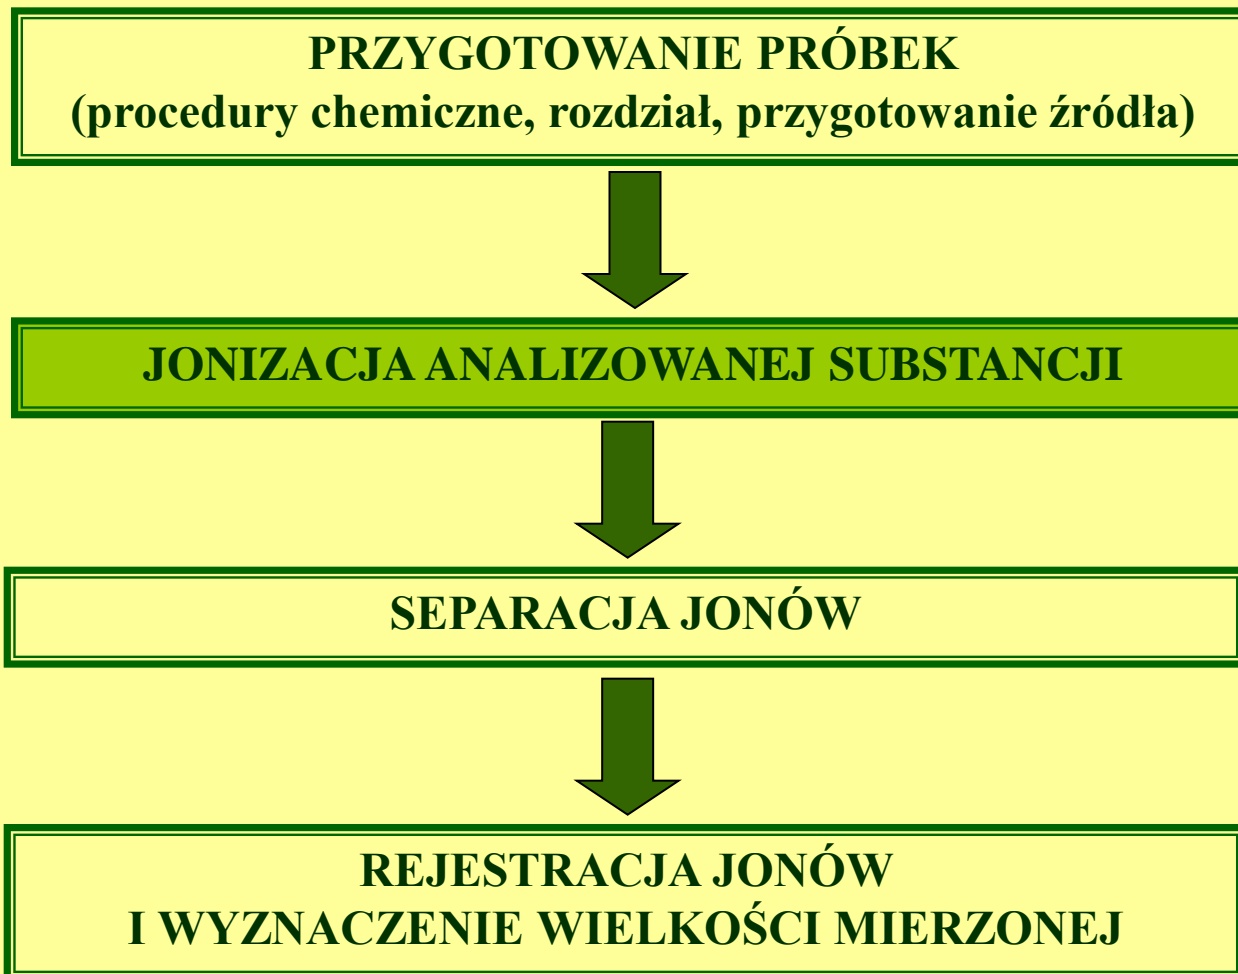 PRZYGOTOWANIE PRÓBEK
(procedury chemiczne, rozdział, przygotowanie źródła)
JONIZACJA ANALIZOWANEJ SUBSTANCJI
SEPARACJA JONÓW
REJESTRACJA JONÓW
I WYZNACZENIE WIELKOŚCI MIERZONEJ